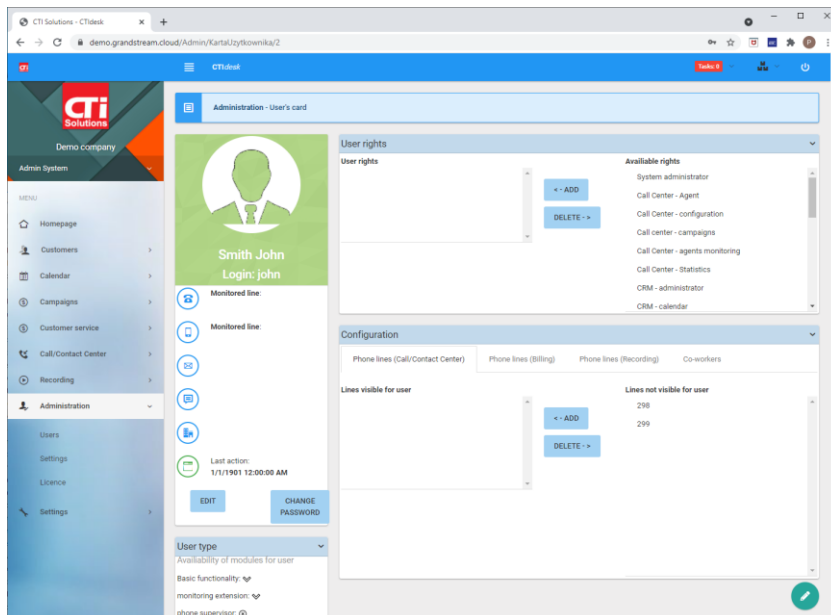 CTI Solutions - CTIdesk
demo.grandstream.cloud/Admin/KartaUzytkownika/2
P
CTI
CTIdesk
Tasks: 0
CTi
Solutions
Demo company
Admin System
MENU
Homepage
Customers
Calendar
Campaigns
Customer service
Call/Contact Center
Recording
Administration
Users
Settings
Licence
Settings
Administration - User's card
Smith John
Login: john
Monitored line:
Monitored line:
Last action:
1/1/1901 12:00:00 AM
EDIT
CHANGE
PASSWORD
User type
Availiability of modules for user
Basic functionality:
monitoring extension:
phone supervisor:
User rights
User rights
<- ADD
DELETE ->
Availiable rights
System administrator
Call Center - Agent
Call Center - configuration
Call center - campaigns
Call Center - agents monitoring
Call Center - Statistics
CRM - administrator
CRM - calendar
Configuration
Phone lines (Call/Contact Center)
Phone lines (Billing)
Phone lines (Recording)
Co-workers
Lines visible for user
<- ADD
DELETE ->
Lines not visible for user
298
299